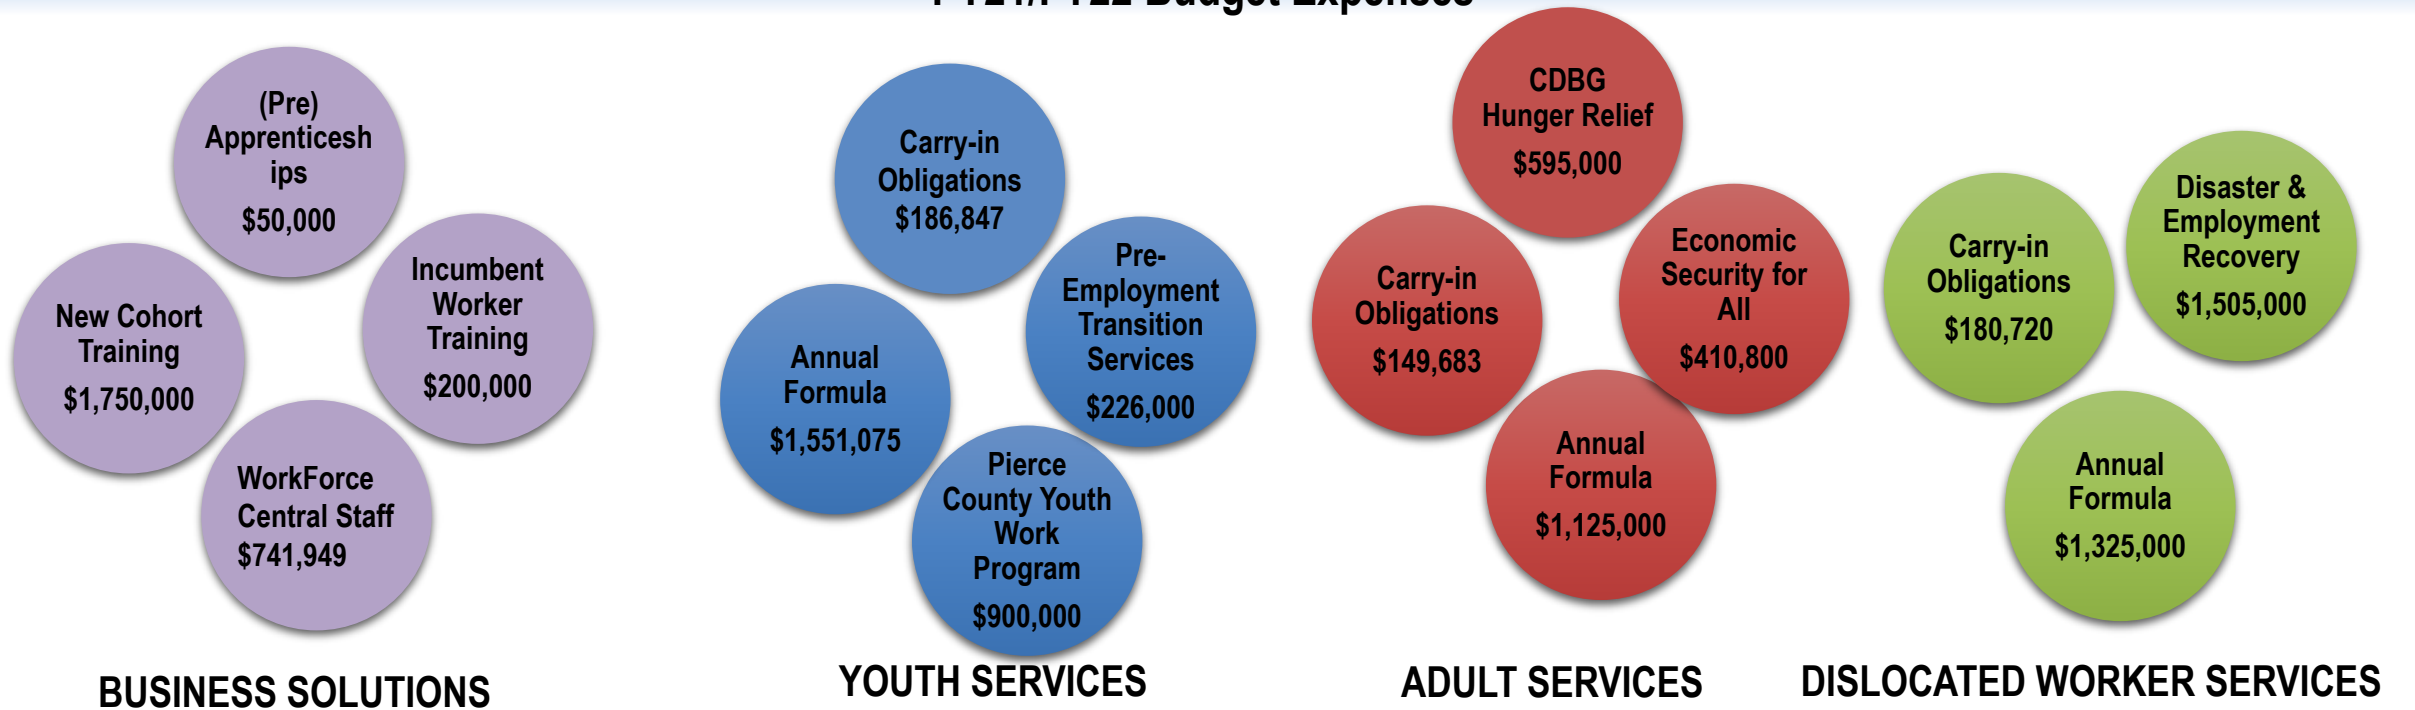 Budget Expenses
(Pre)
Apprenticesh
ips
$50,000
New Cohort
Training
$1,750,000
Incumbent
Worker
Training
$200,000
WorkForce
Central Staff
$741,949
BUSINESS SOLUTIONS
Carry-in
Obligations
$186,847
Annual
Formula
$1,551,075
Pre-
Employment
Transition
Services
$226,000
Pierce
County Youth
Work
Program
$900,000
YOUTH SERVICES
CDBG
Hunger Relief
$595,000
Carry-in
Obligations
$149,683
Economic
Security for
All
$410,800
Annual
Formula
$1,125,000
ADULT SERVICES
Carry-in
Obligations
$180,720
Disaster &
Employment
Recovery
$1,505,000
Annual
Formula
$1,325,000
DISLOCATED WORKER SERVICES